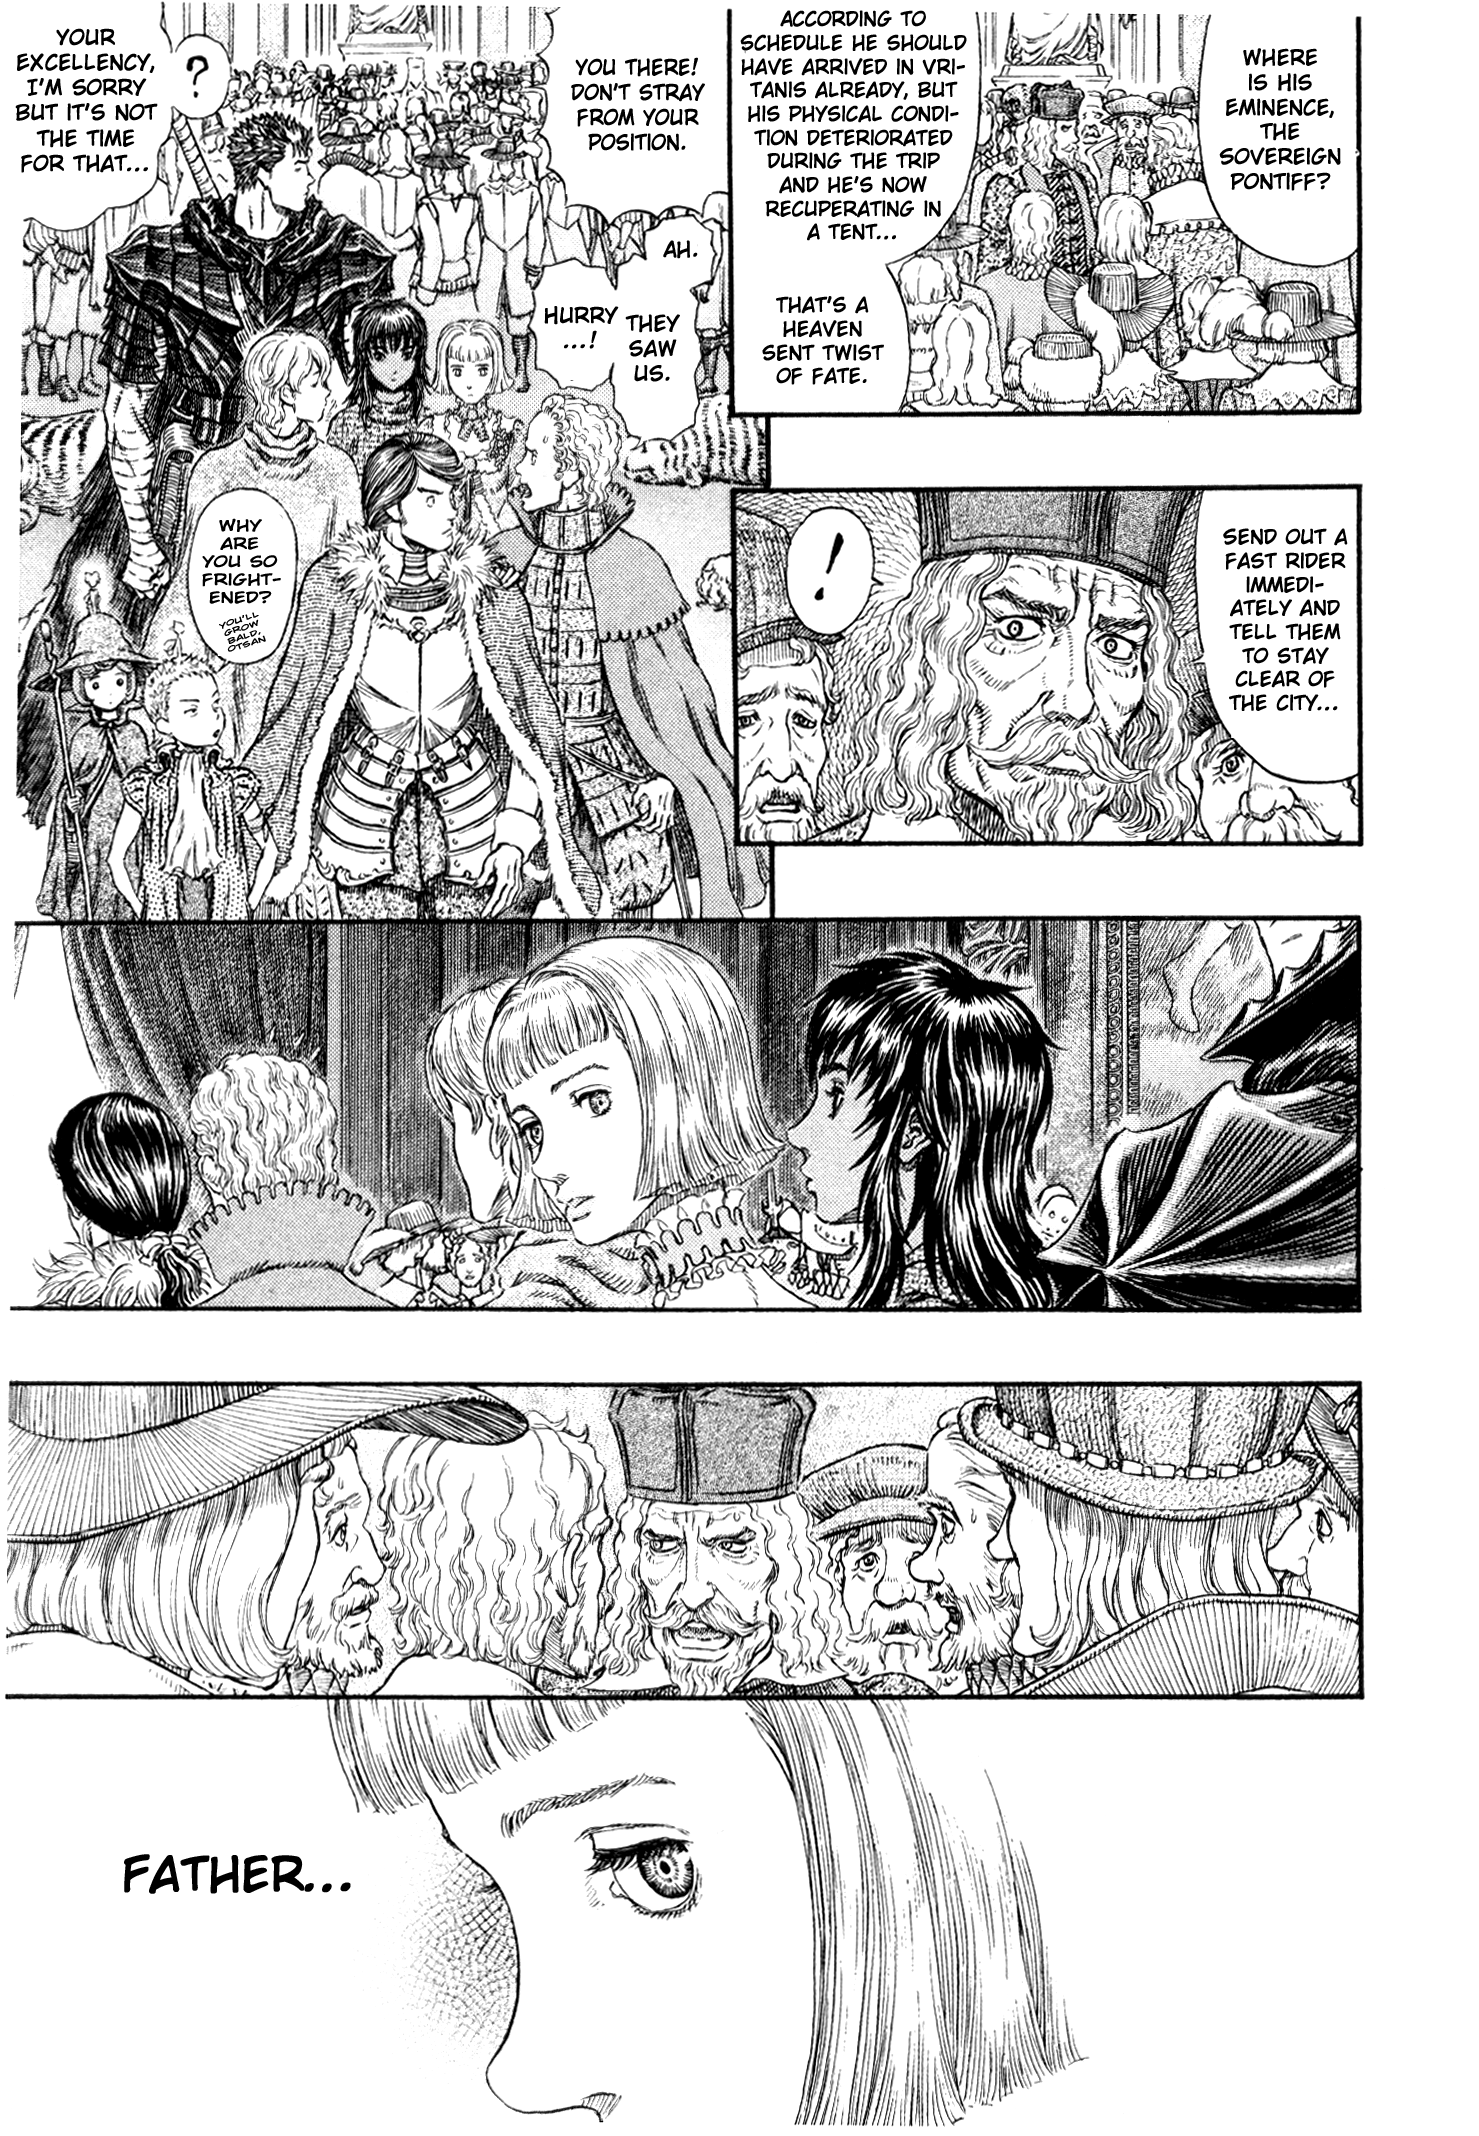 WHERE
IS HIS
EMINENCE,
THE
SOVEREIGN
PONTIFF?
ACCORDING TO
SCHEDULE HE SHOULD
HAVE ARRIVED IN VRI-
TANIS ALREADY, BUT
HIS PHYSICAL CONDI-
TION DETERIORATED
DURING THE TRIP
AND HE'S NOW
RECUPERATING IN
A TENT...
THAT'S A
HEAVEN
SENT TWIST
OF FATE.
SEND OUT A
FAST RIDER
IMMEDI-
ATELY AND
TELL THEM
TO STAY
CLEAR OF
THE CITY...
!
YOU THERE!
DON'T STRAY
FROM YOUR
POSITION.
AH.
THEY
SAW
US.
HURRY
...!
?
YOUR
EXCELLENCY,
I'M SORRY
BUT IT'S NOT
THE TIME
FOR THAT...
WHY
ARE
YOU SO
FRIGHT-
ENED?
YOU'LL
GROW
BALD,
OTSAN
FATHER...